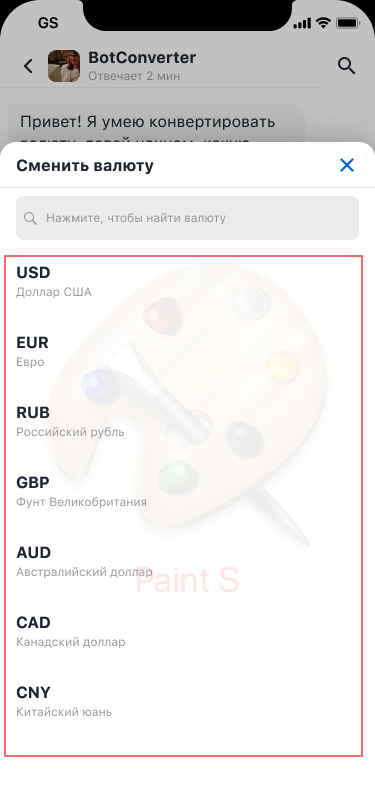 GS
BotConverter
Отвечает 2 мин
Привет! Я умею конвертировать
Сменить валюту
Нажмите, чтобы найти валюту
USD
Доллар США
EUR
Евро
RUB
Российский рубль
GBP
Фунт Великобритания
AUD
Австралийский доллар
Paint S
CAD
Канадский доллар
CNY
Китайский юань